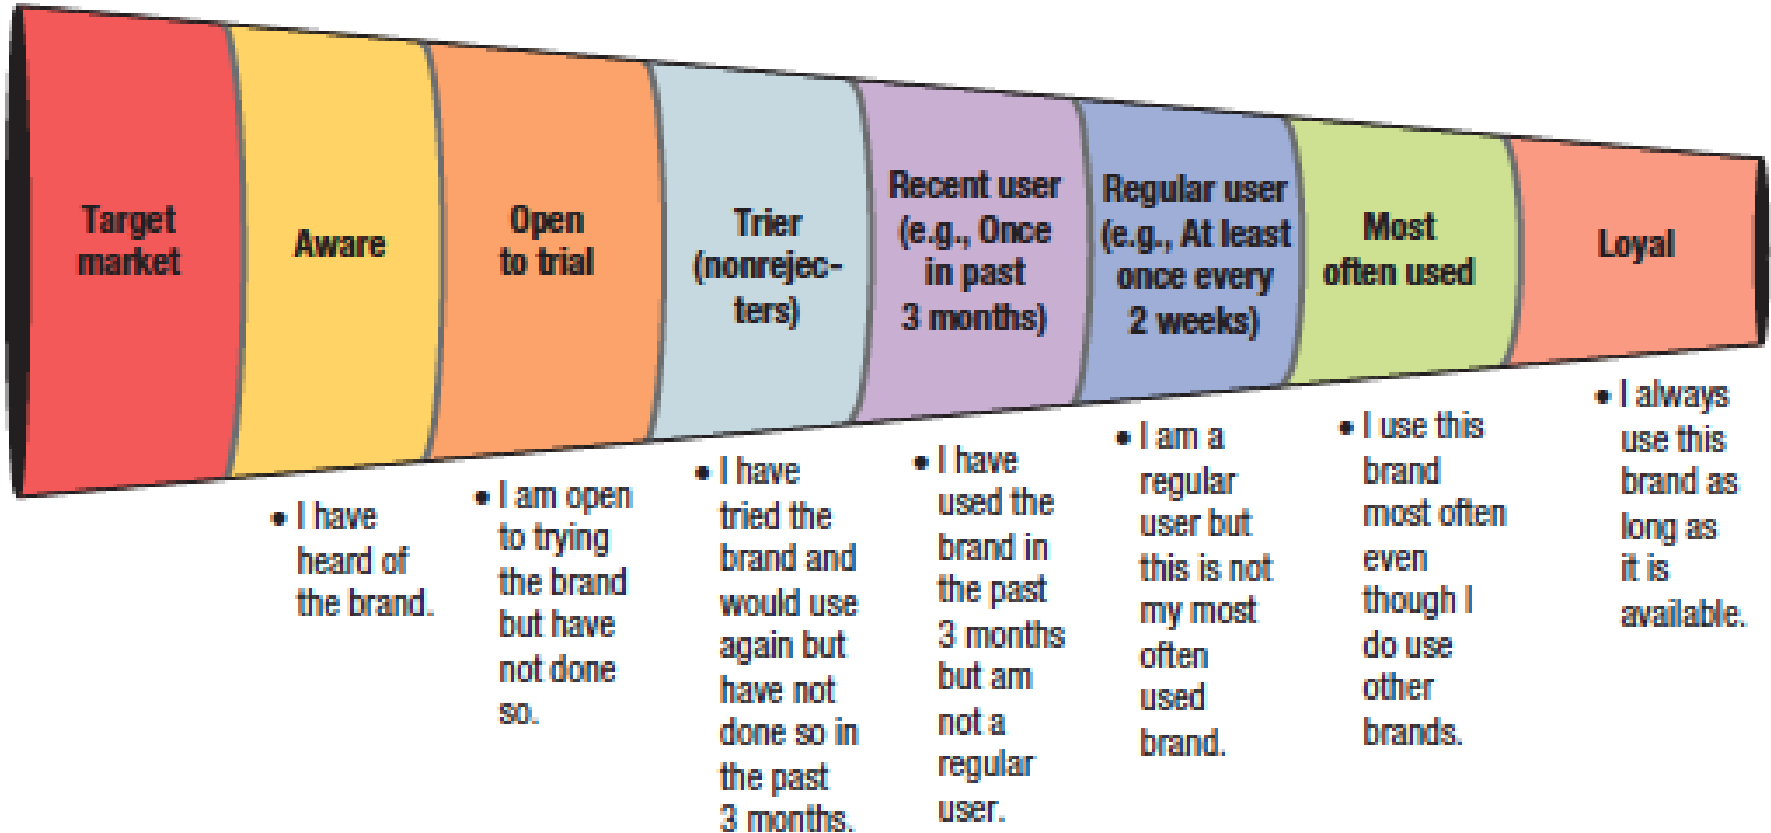 Target
market
Aware
Open
to trial
Trier
(nonrejec-
ters)
Recent user
(e.g., Once
in past
3 months)
Regular user
(e.g., At least
once every
2 weeks)
Most
often used
Loyal
• I have
heard of
the brand.
• I am open
to trying
the brand
but have
not done
so.
• I have
tried the
brand and
would use
again but
have not
done so in
the past
3 months.
• I have
used the
brand in
the past
3 months
but am
not a
regular
user.
• I am a
regular
user but
this is not
my most
often
used
brand.
• I use this
brand
most often
even
though I
do use
other
brands.
• I always
use this
brand as
long as
it is
available.